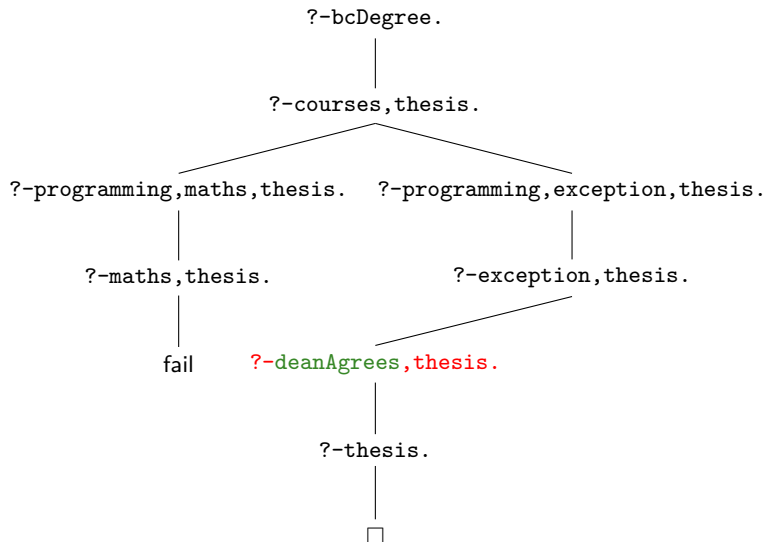 ?-bcDegree.
?-courses,thesis.
?-programming,maths,thesis.
?-programming,exception,thesis.
?-maths,thesis.
?-exception,thesis.
fail
?-deanAgrees,thesis.
?-thesis.